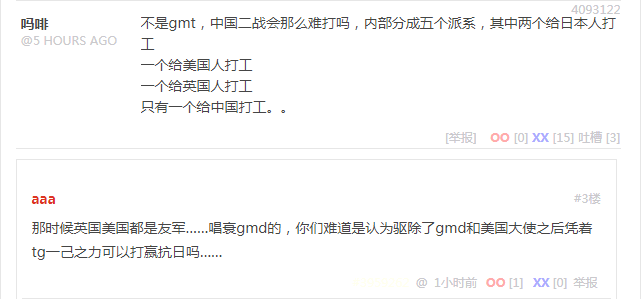 4093122
吗啡
@5 HOURS AGO
不是gmt，中国二战会那么难打吗，内部分成五个派系，其中两个给日本人打
工
一个给美国人打工
一个给英国人打工
只有一个给中国打工。。
[举报] OO [0] XX [15] 吐槽 [3]
aaa
#3楼
那时候英国美国都是友军......唱衰gmd的，你们难道是认为驱除了gmd和美国大使之后凭着
tg一己之力可以打赢抗日吗......
@ 1小时前 OO [1] XX [0] 举报